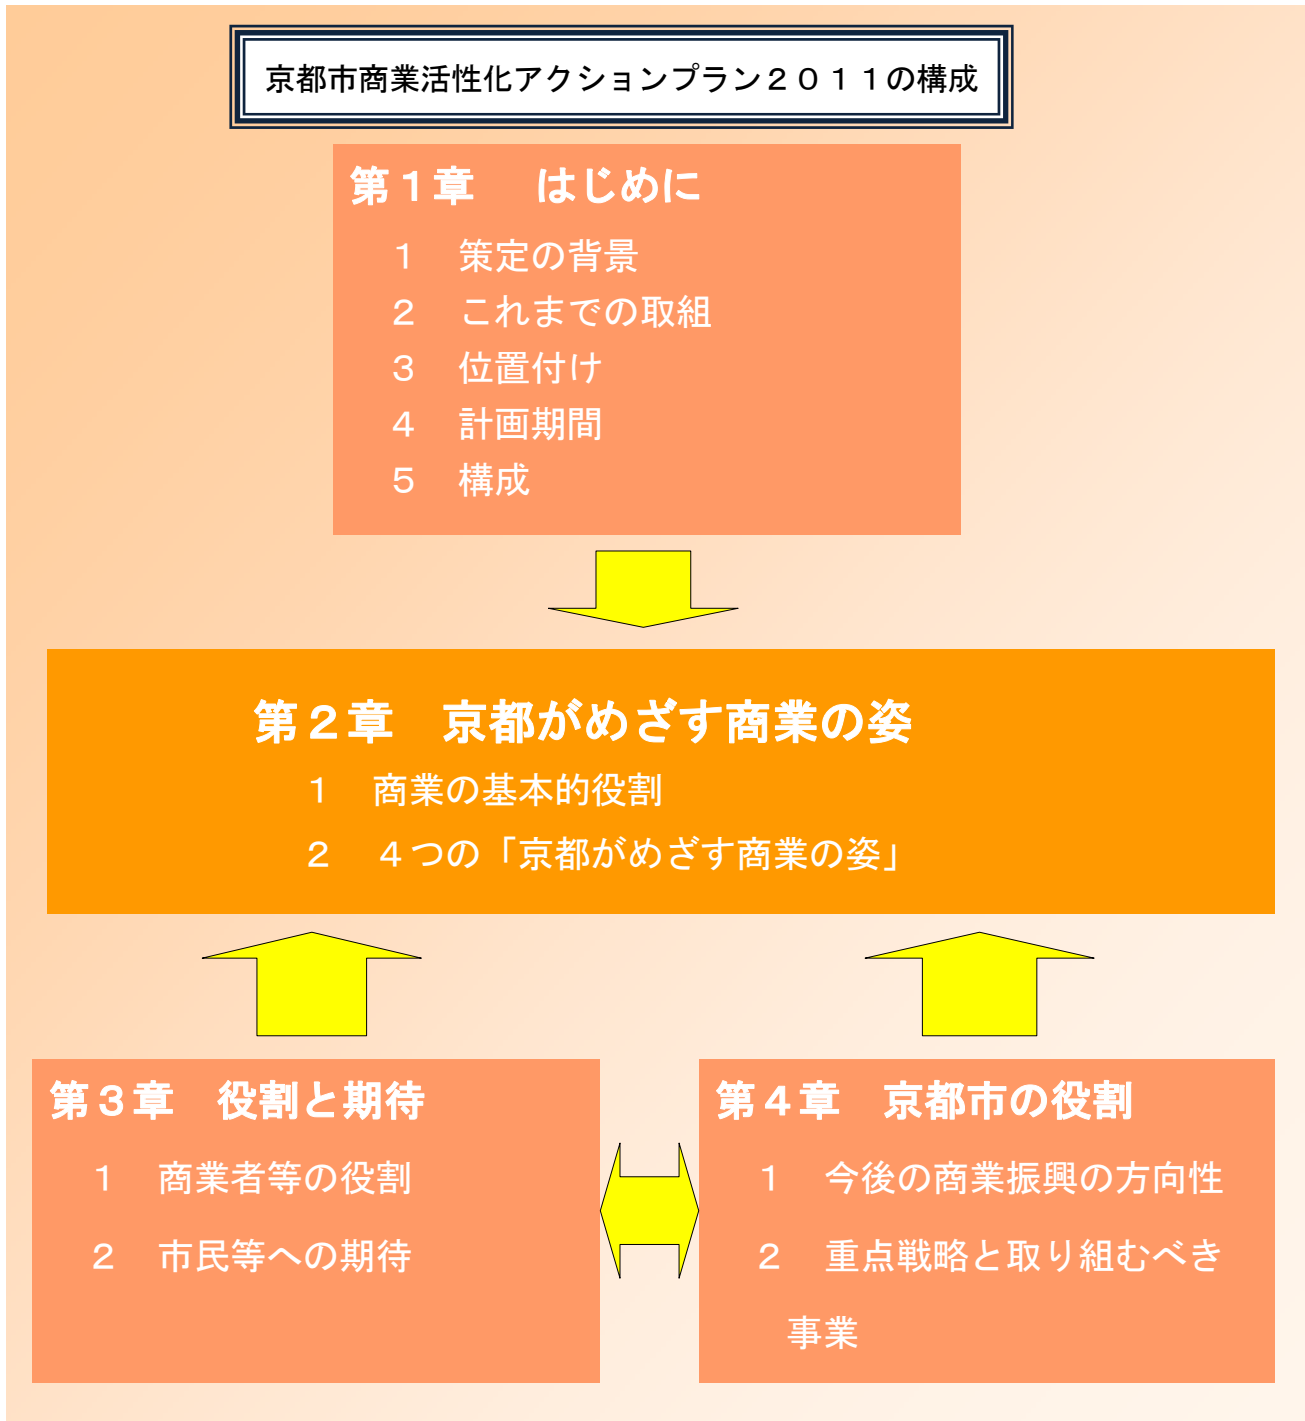 京都市商業活性化アクションプラン２０１１の構成
第１章　はじめに
１　策定の背景
２　これまでの取組
３　位置付け
４　計画期間
５　構成
第２章　京都がめざす商業の姿
１　商業の基本的役割
２　４つの「京都がめざす商業の姿」
第３章　役割と期待
１　商業者等の役割
２　市民等への期待
第４章　京都市の役割
１　今後の商業振興の方向性
２　重点戦略と取り組むべき
事業